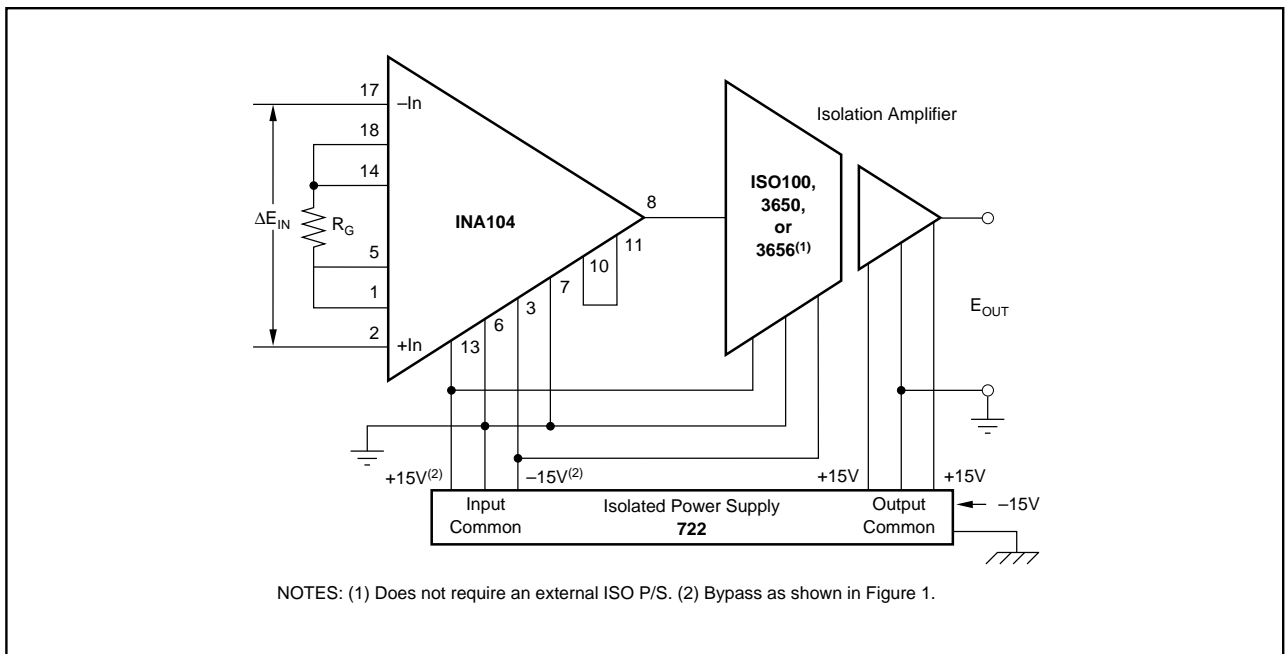 17
–In
18
14
ΔE_IN
R_G
5
1
2
+In
INA104
8
11
10
7
3
6
13
Isolation Amplifier
ISO100,
3650,
or
3656(1)
E_OUT
+15V(2)
–15V(2)
+15V
+15V
–15V
Input
Common
Isolated Power Supply
722
Output
Common
NOTES: (1) Does not require an external ISO P/S. (2) Bypass as shown in Figure 1.